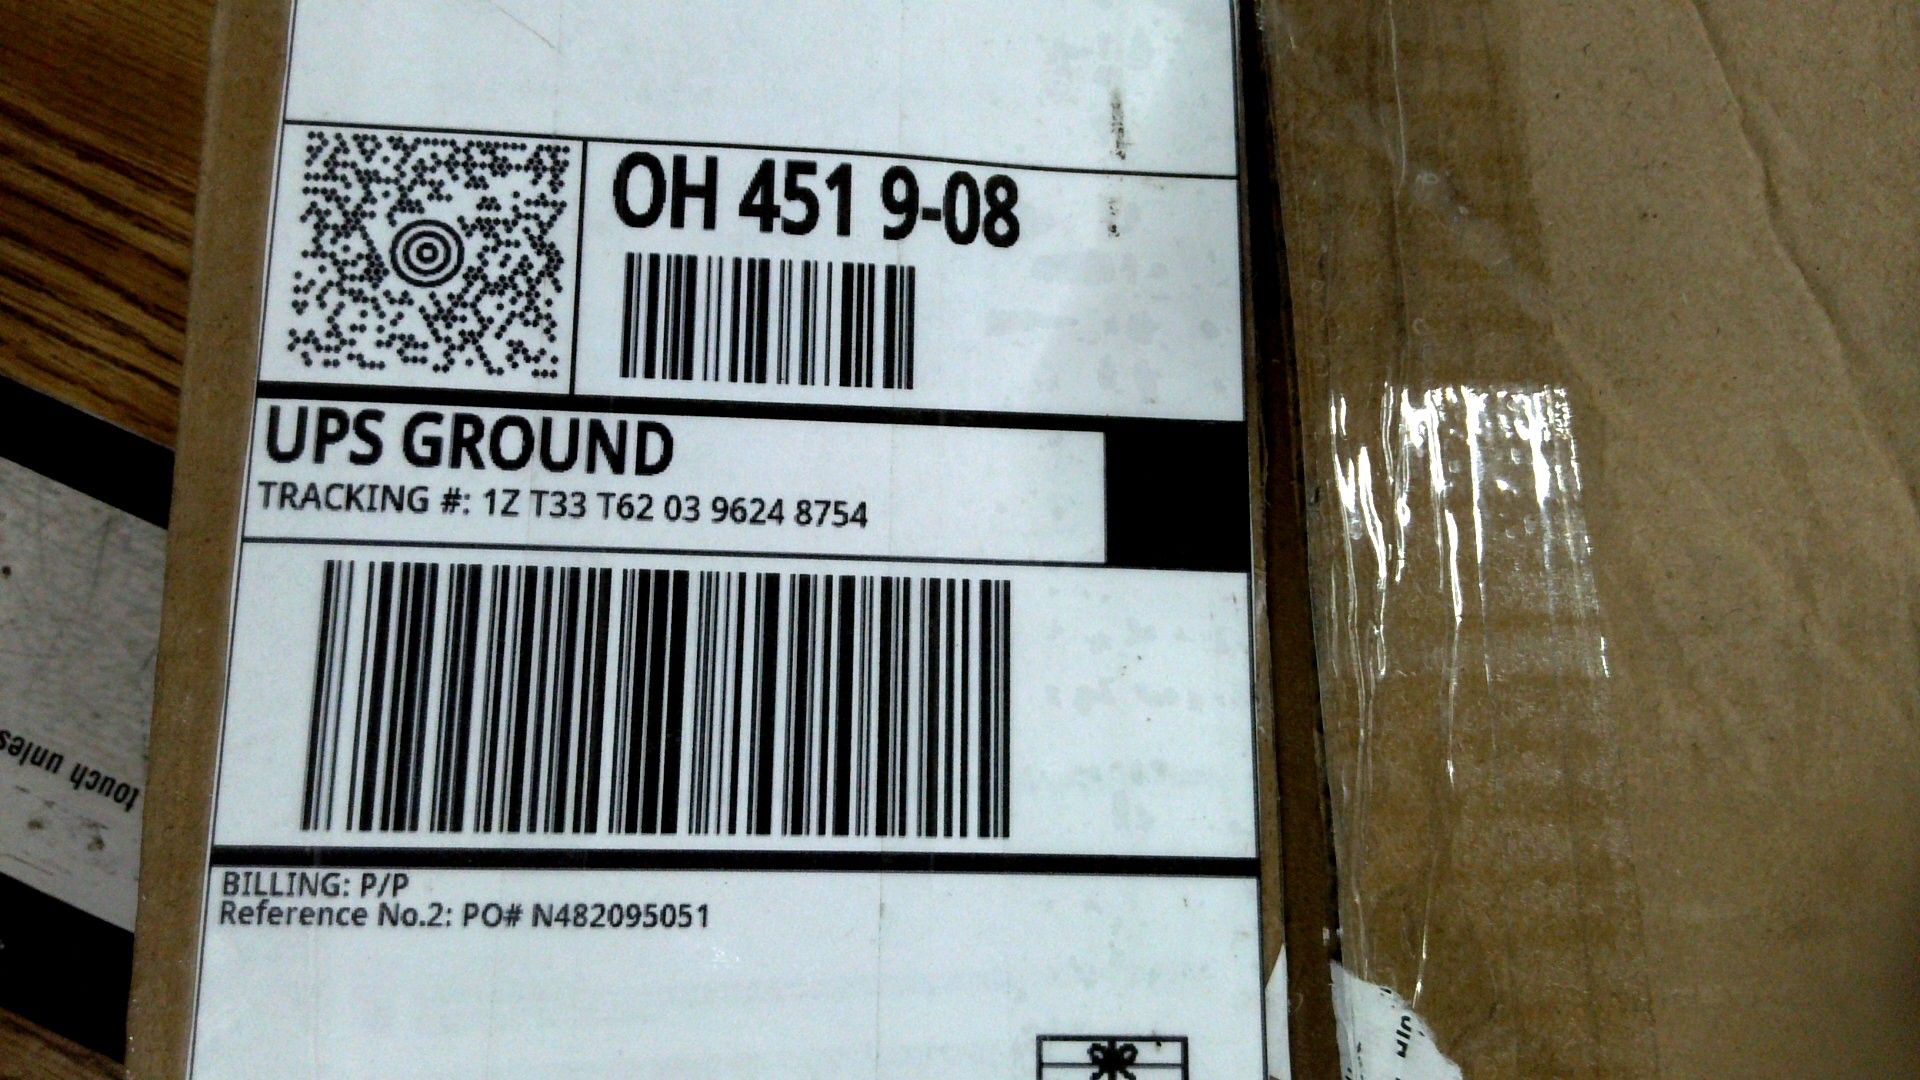 OH 451 9-08
UPS GROUND
TRACKING #: 1Z T33 T62 03 9624 8754
BILLING: P/P
Reference No.2: PO# N482095051
touch unles